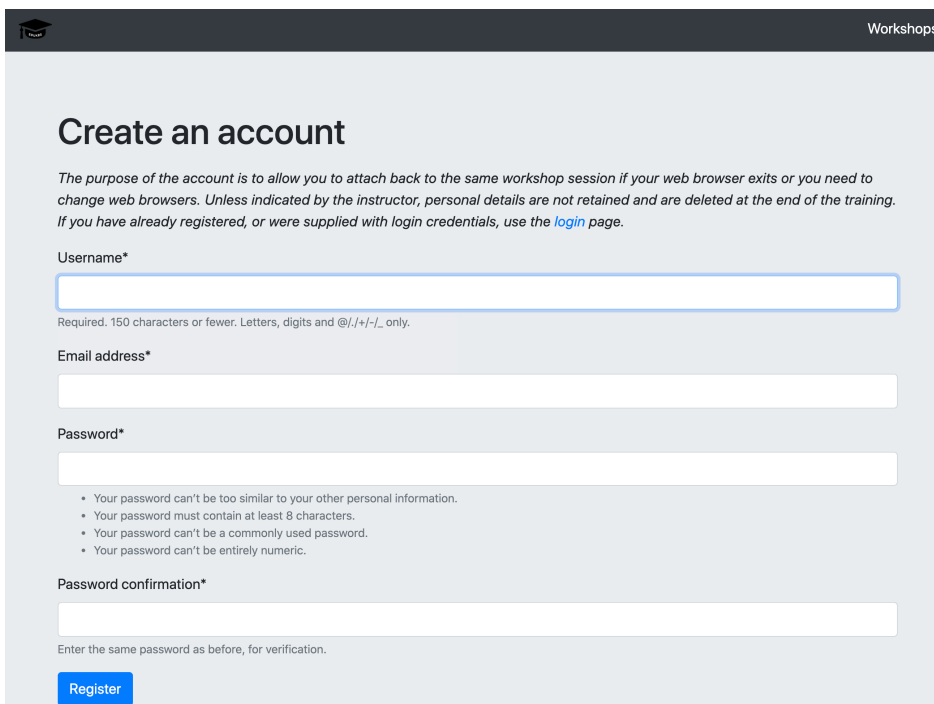 Workshops
Create an account
The purpose of the account is to allow you to attach back to the same workshop session if your web browser exits or you need to
change web browsers. Unless indicated by the instructor, personal details are not retained and are deleted at the end of the training.
If you have already registered, or were supplied with login credentials, use the login page.
Username*
Required. 150 characters or fewer. Letters, digits and @/./+/-/_ only.
Email address*
Password*
• Your password can't be too similar to your other personal information.
• Your password must contain at least 8 characters.
• Your password can't be a commonly used password.
• Your password can't be entirely numeric.
Password confirmation*
Enter the same password as before, for verification.
Register